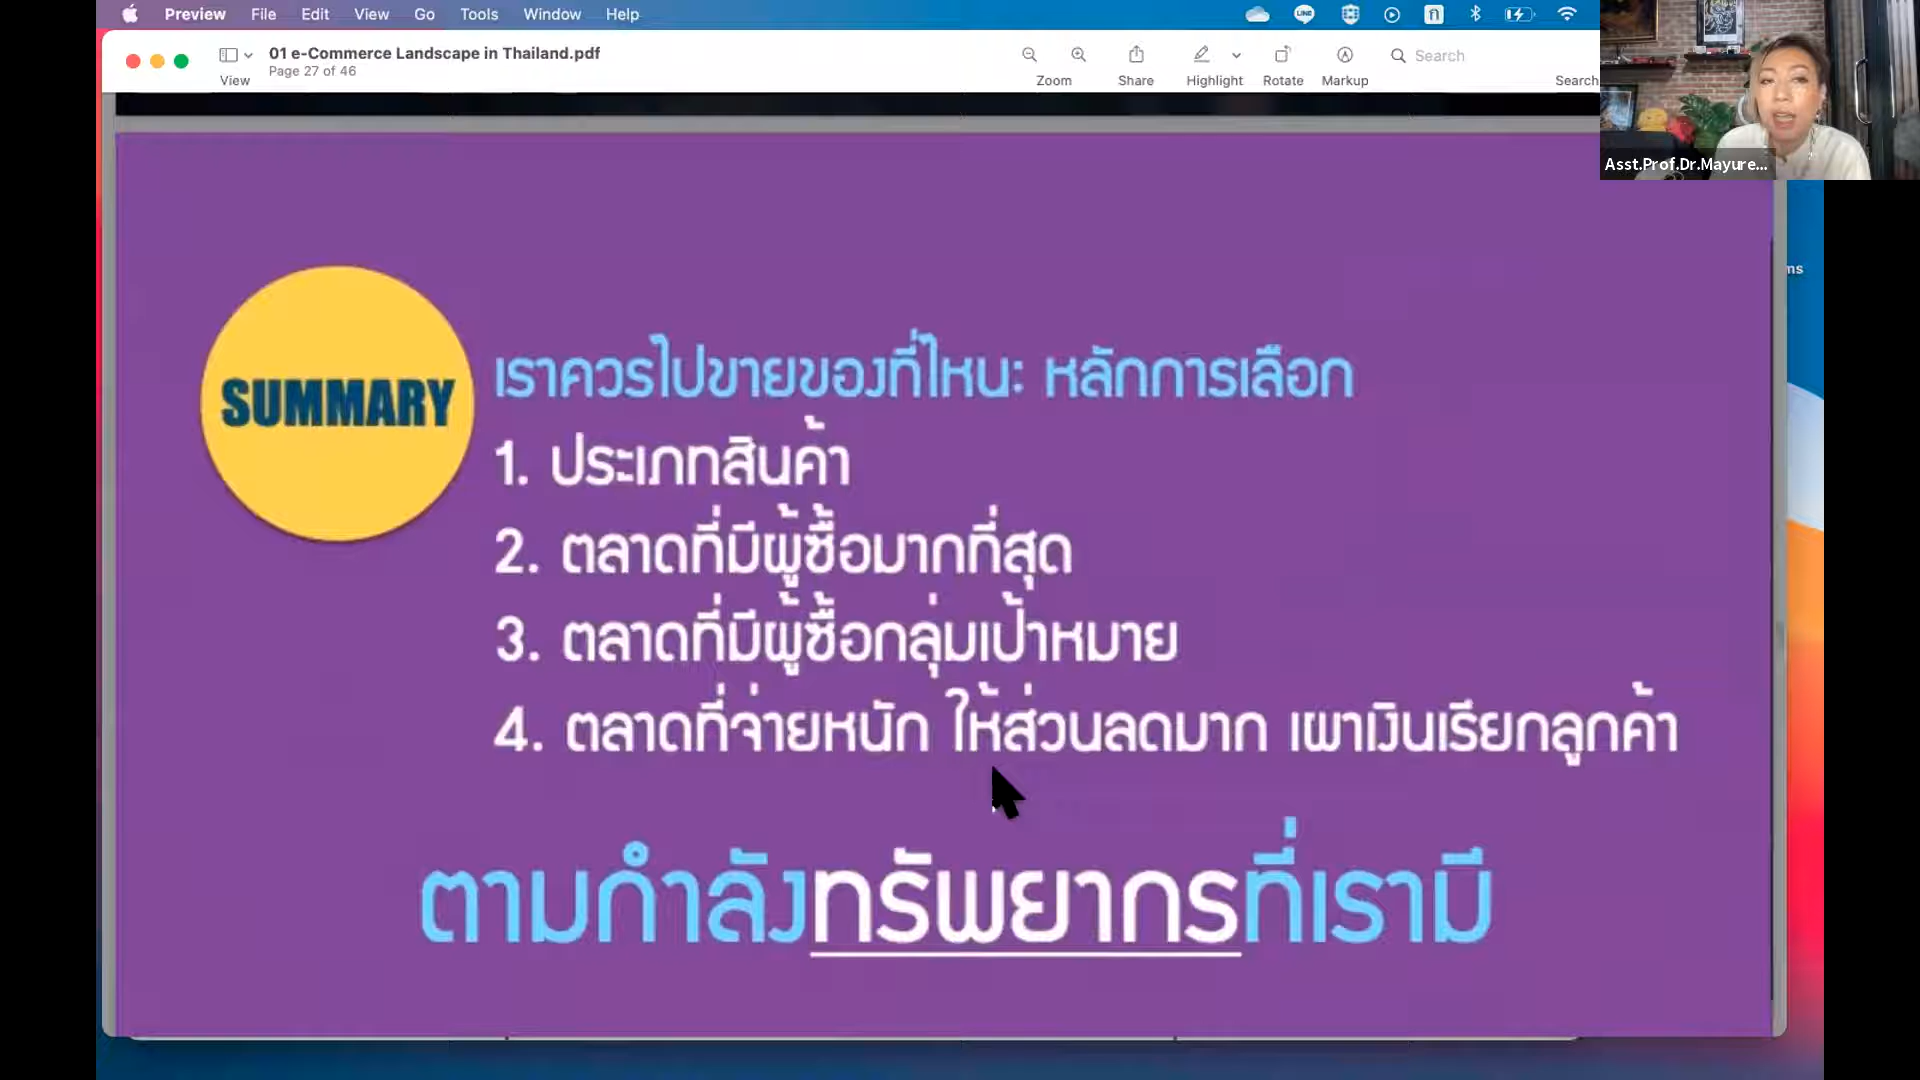 Preview File Edit View Go Tools Window Help
LINE
01 e-Commerce Landscape in Thailand.pdf
Page 27 of 46
View
Zoom
Share
Highlight
Rotate
Markup
Search
Search
Asst.Prof.Dr.Mayure...
ms
SUMMARY
เราควรไปขายของที่ไหน: หลักการเลือก
1. ประเภทสินค้า
2. ตลาดที่มีผู้ซื้อมากที่สุด
3. ตลาดที่มีผู้ซื้อกลุ่มเป้าหมาย
4. ตลาดที่จ่ายหนัก ให้ส่วนลดมาก เผาเงินเรียกลูกค้า
ตามกำลังทรัพยากรที่เรามี